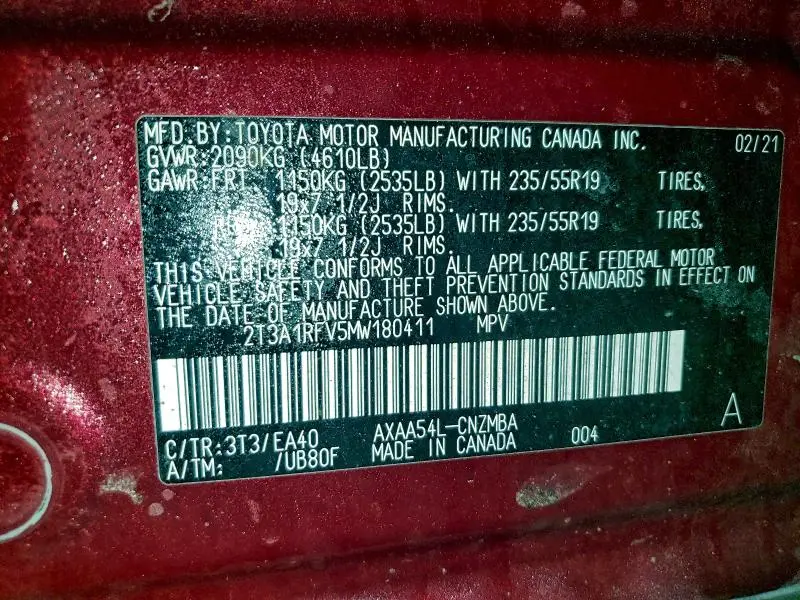 MFD. BY: TOYOTA MOTOR MANUFACTURING CANADA INC. 02/21
GVWR: 2090KG (4610LB)
GAWR: FRT 1150KG (2535LB) WITH 235/55R19 TIRES,
19x7 1/2J RIMS.
1150KG (2535LB) WITH 235/55R19 TIRES,
19x7 1/2J RIMS.
THIS VEHICLE CONFORMS TO ALL APPLICABLE FEDERAL MOTOR
VEHICLE SAFETY AND THEFT PREVENTION STANDARDS IN EFFECT ON
THE DATE OF MANUFACTURE SHOWN ABOVE.
2T3A1RFV5MW180411 MPV
C/TR: 3T3/EA40 AXAA54L-CNZMBA 004 A
A/TM: /UB80F MADE IN CANADA